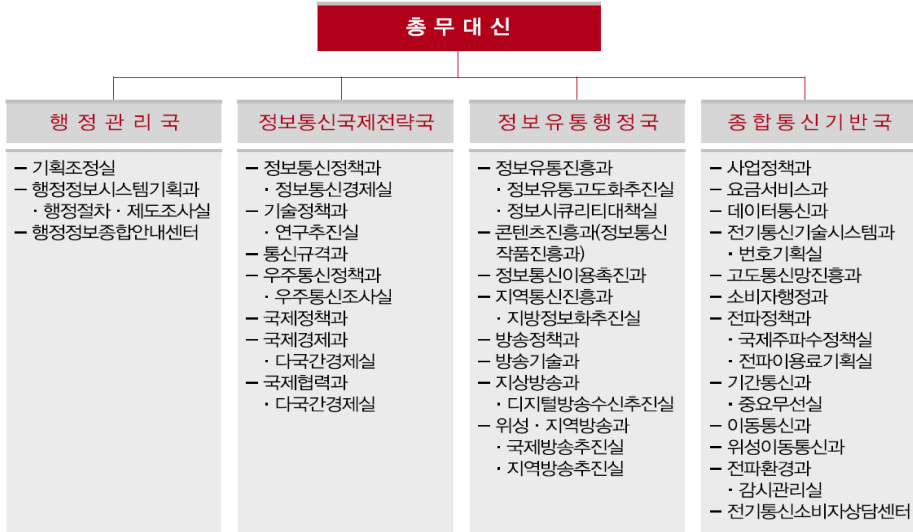 총무대신
행정관리국
─ 기획조정실
─ 행정정보시스템기획과
· 행정절차 · 제도조사실
─ 행정정보종합안내센터
정보통신국제전략국
─ 정보통신정책과
· 정보통신경제실
─ 기술정책과
· 연구추진실
─ 통신규격과
─ 우주통신정책과
· 우주통신조사실
─ 국제정책과
─ 국제경제과
· 다국간경제실
─ 국제협력과
· 다국간경제실
정보유통행정국
─ 정보유통진흥과
· 정보유통고도화추진실
· 정보시큐리티대책실
─ 콘텐츠진흥과(정보통신
작품진흥과)
─ 정보통신이용촉진과
─ 지역통신진흥과
· 지방정보화추진실
─ 방송정책과
─ 방송기술과
─ 지상방송과
· 디지털방송수신추진실
─ 위성 · 지역방송과
· 국제방송추진실
· 지역방송추진실
종합통신기반국
─ 사업정책과
─ 요금서비스과
─ 데이터통신과
─ 전기통신기술시스템과
· 번호기획실
─ 고도통신망진흥과
─ 소비자행정과
─ 전파정책과
· 국제주파수정책실
· 전파이용료기획실
─ 기간통신과
· 중요무선실
─ 이동통신과
─ 위성이동통신과
─ 전파환경과
· 감시관리실
─ 전기통신소비자상담센터